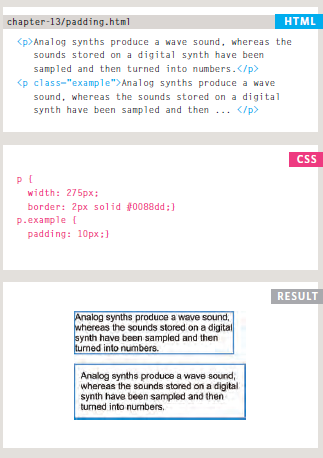 chapter-13/padding.html
HTML
<p>Analog synths produce a wave sound, whereas the
sounds stored on a digital synth have been
sampled and then turned into numbers.</p>
<p class="example">Analog synths produce a wave
sound, whereas the sounds stored on a digital
synth have been sampled and then ... </p>
CSS
p {
width: 275px;
border: 2px solid #0088dd;}
p.example {
padding: 10px;}
RESULT
Analog synths produce a wave sound,
whereas the sounds stored on a digital
synth have been sampled and then
turned into numbers.
Analog synths produce a wave sound,
whereas the sounds stored on a digital
synth have been sampled and then
turned into numbers.